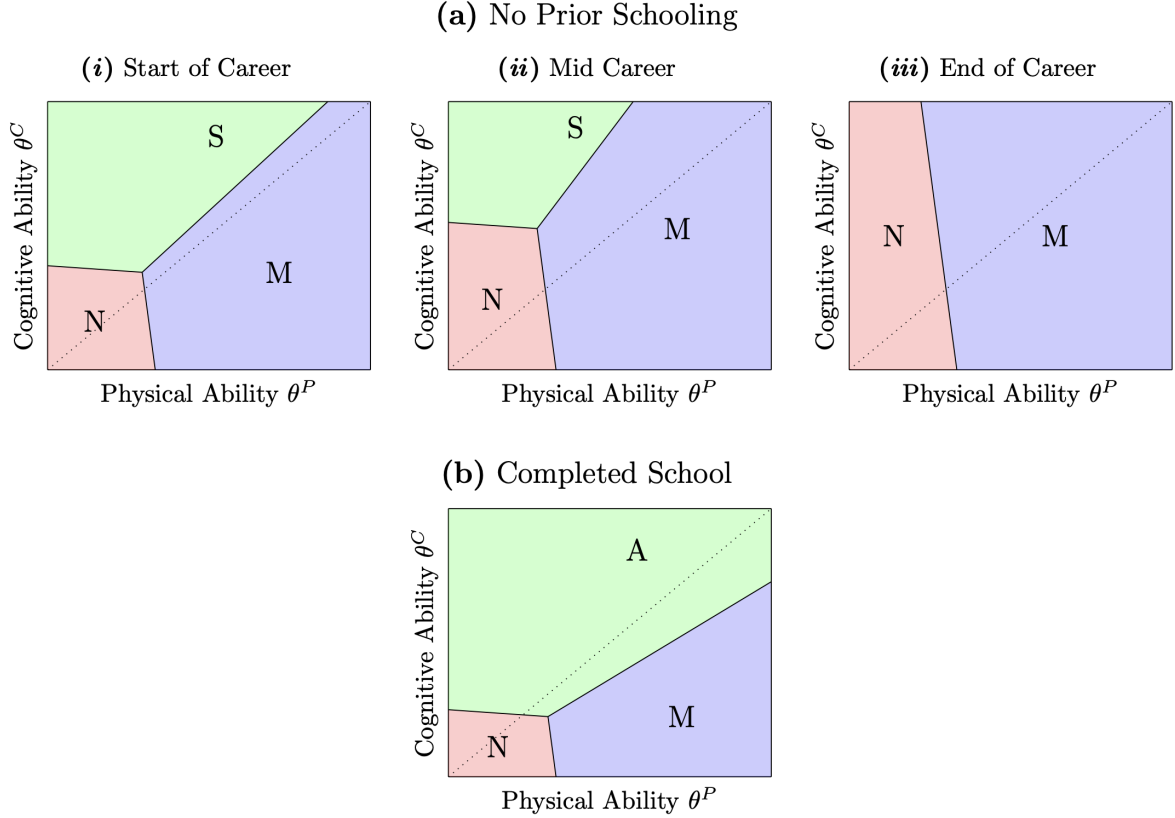 (a) No Prior Schooling
(i) Start of Career
(ii) Mid Career
(iii) End of Career
Cognitive Ability θ^C
S
M
N
Physical Ability θ^P
Cognitive Ability θ^C
S
M
N
Physical Ability θ^P
Cognitive Ability θ^C
N
M
Physical Ability θ^P
(b) Completed School
Cognitive Ability θ^C
A
M
N
Physical Ability θ^P